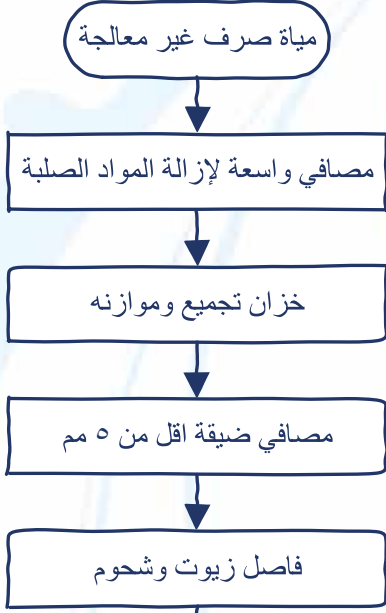 مياة صرف غير معالجة
مصافي واسعة لإزالة المواد الصلبة
خزان تجميع وموازنه
مصافي ضيقة اقل من ٥ مم
فاصل زيوت وشحوم